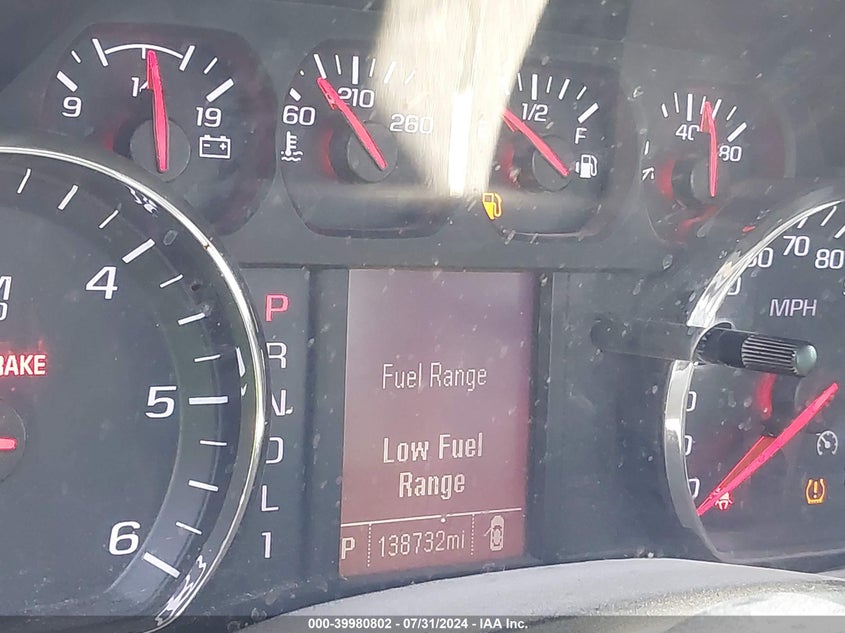 9 14 19
60 210 260
1/2 F
40 80
4
5
6
P
R
N
D
L
1
Fuel Range
Low Fuel
Range
P 138732mi
70 80
MPH
000-39980802 - 07/31/2024 - IAA Inc.